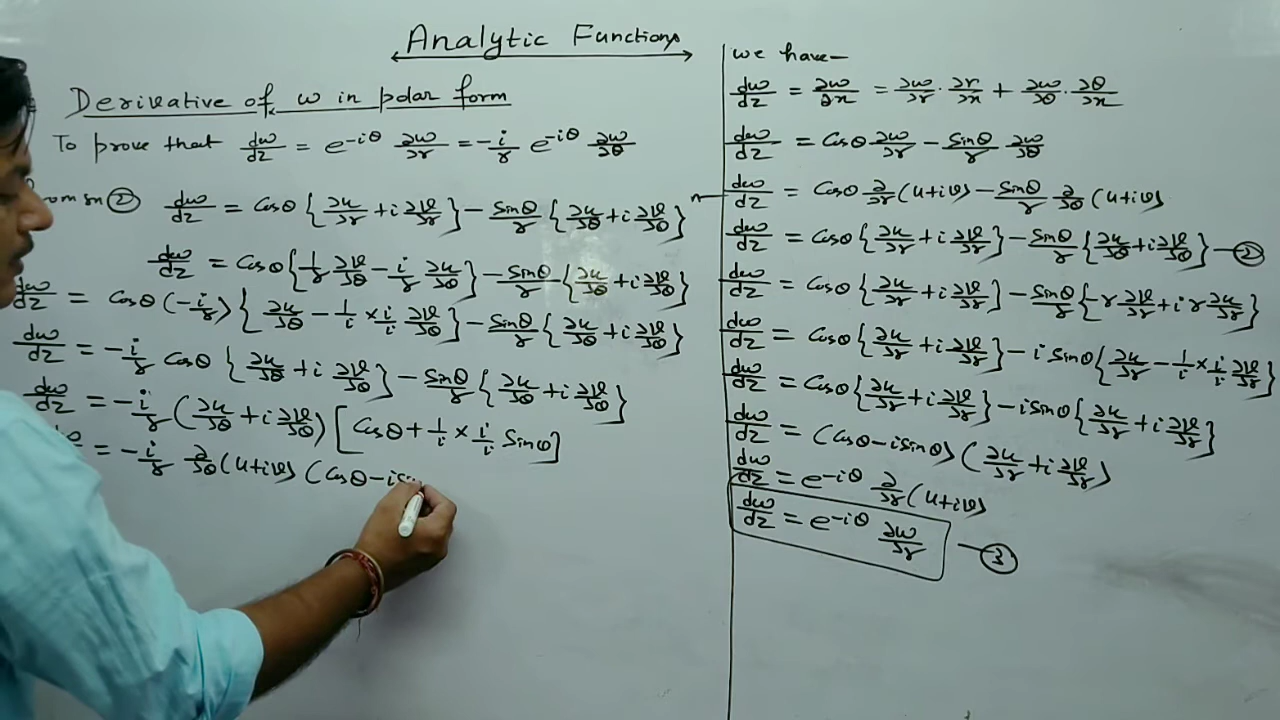 Analytic Functions
Derivative of w in polar form
To prove that dw/dz = e^{-iθ} ∂w/∂r = -i/r e^{-iθ} ∂w/∂θ
②  dw/dz = Cosθ {∂u/∂r + i ∂v/∂r} - Sinθ/r {∂u/∂θ + i ∂v/∂θ}
dw/dz = Cosθ {1/r ∂v/∂θ - i/r ∂u/∂θ} - Sinθ/r {∂u/∂θ + i ∂v/∂θ}
dw/dz = Cosθ (-i/r) {∂u/∂θ - 1/i × i/i ∂v/∂θ} - Sinθ/r {∂u/∂θ + i ∂v/∂θ}
dw/dz = -i/r Cosθ {∂u/∂θ + i ∂v/∂θ} - Sinθ/r {∂u/∂θ + i ∂v/∂θ}
dw/dz = -i/r (∂u/∂θ + i ∂v/∂θ) [Cosθ + 1/i × i/i Sinθ]
= -i/r ∂/∂θ (u+iv) (Cosθ - i
we have-
dw/dz = ∂w/∂x = ∂w/∂r · ∂r/∂x + ∂w/∂θ · ∂θ/∂x
dw/dz = Cosθ ∂w/∂r - Sinθ/r ∂w/∂θ
dw/dz = Cosθ ∂/∂r (u+iv) - Sinθ/r ∂/∂θ (u+iv)
dw/dz = Cosθ {∂u/∂r + i ∂v/∂r} - Sinθ/r {∂u/∂θ + i ∂v/∂θ} - ②
dw/dz = Cosθ {∂u/∂r + i ∂v/∂r} - Sinθ/r {-r ∂v/∂r + i r ∂u/∂r}
dw/dz = Cosθ {∂u/∂r + i ∂v/∂r} - i Sinθ {∂u/∂r - 1/i × i/i ∂v/∂r}
dw/dz = Cosθ {∂u/∂r + i ∂v/∂r} - i Sinθ {∂u/∂r + i ∂v/∂r}
dw/dz = (Cosθ - i Sinθ) (∂u/∂r + i ∂v/∂r)
dw/dz = e^{-iθ} ∂/∂r (u+iv)
dw/dz = e^{-iθ} ∂w/∂r - ③